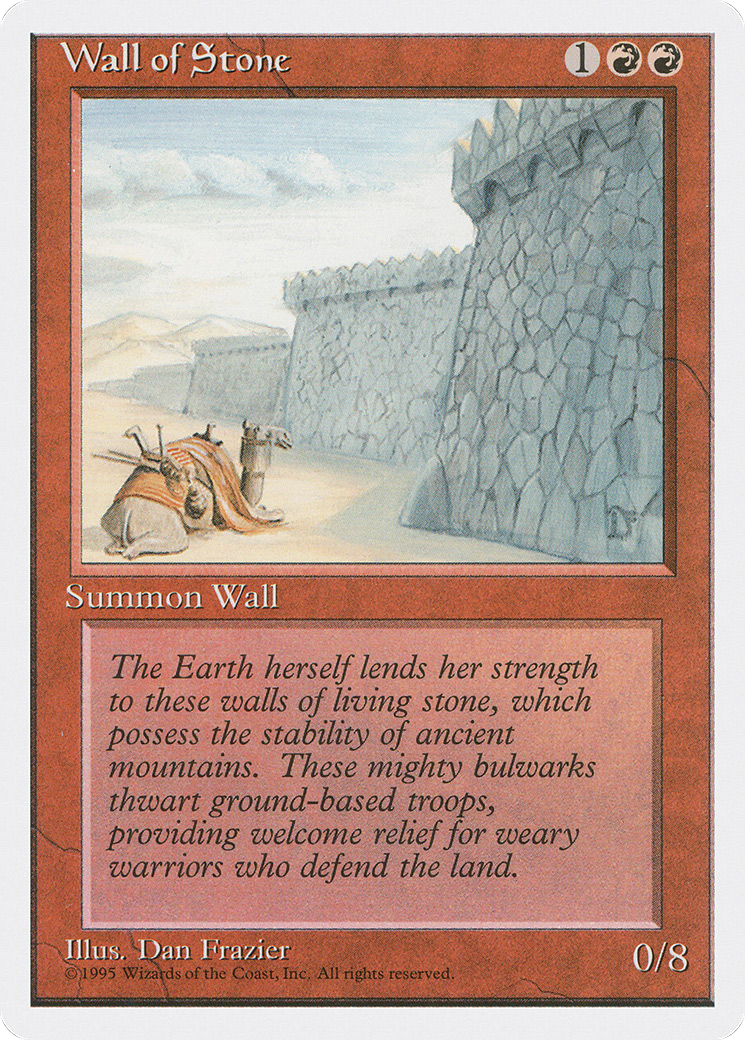 Wall of Stone 1
Summon Wall
The Earth herself lends her strength
to these walls of living stone, which
possess the stability of ancient
mountains. These mighty bulwarks
thwart ground-based troops,
providing welcome relief for weary
warriors who defend the land.
Illus. Dan Frazier
©1995 Wizards of the Coast, Inc. All rights reserved.
0/8
DF